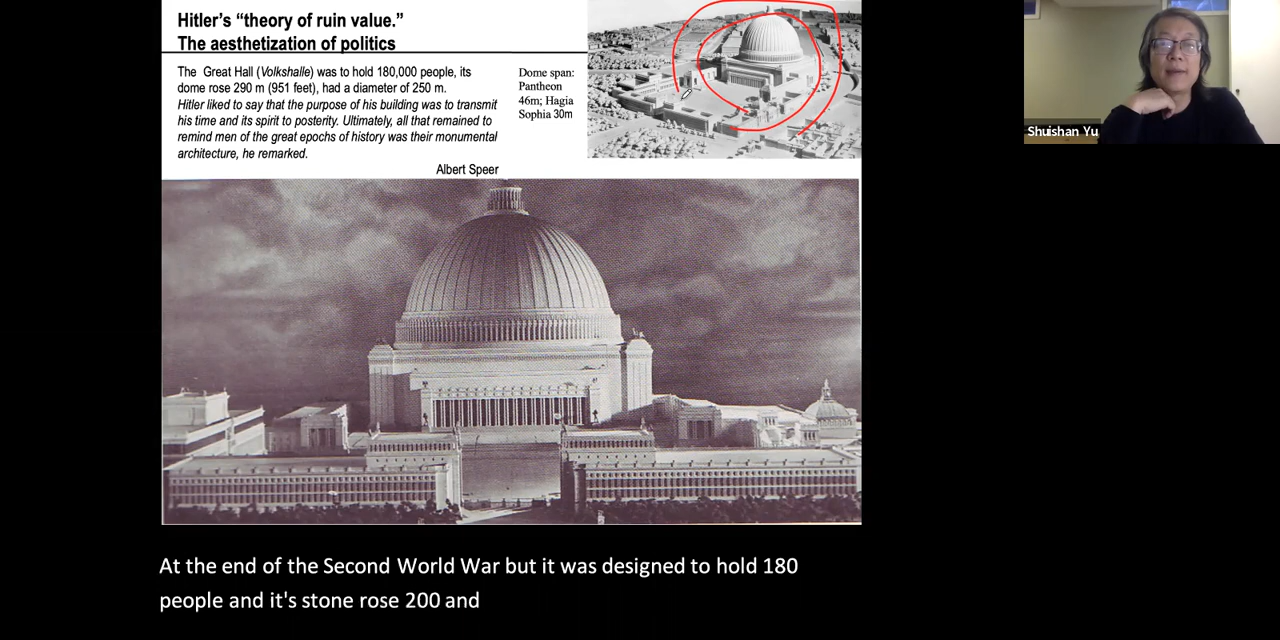 Hitler's "theory of ruin value."
The aesthetization of politics
The Great Hall (Volkshalle) was to hold 180,000 people, its
dome rose 290 m (951 feet), had a diameter of 250 m.
Hitler liked to say that the purpose of his building was to transmit
his time and its spirit to posterity. Ultimately, all that remained to
remind men of the great epochs of history was their monumental
architecture, he remarked.
Albert Speer
Dome span:
Pantheon
46m; Hagia
Sophia 30m
Shuishan Yu
At the end of the Second World War but it was designed to hold 180
people and it's stone rose 200 and